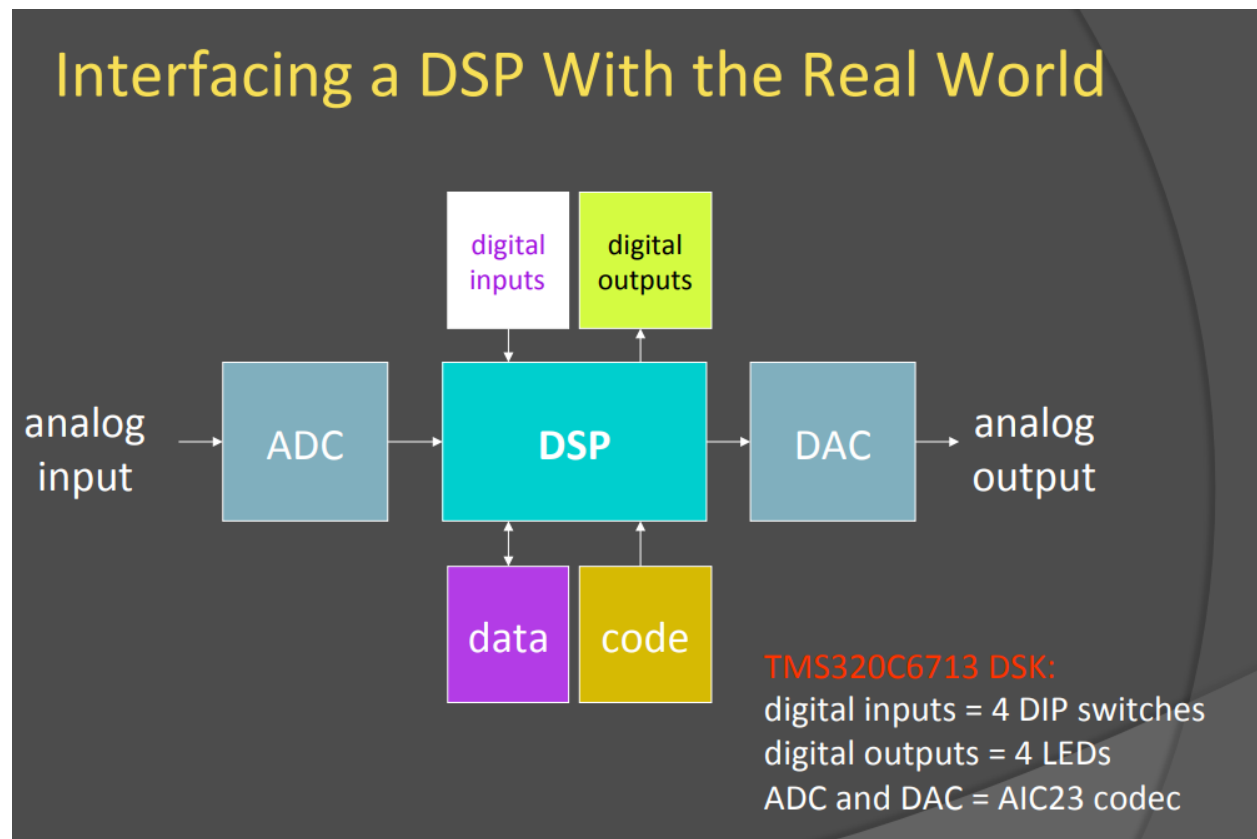 Interfacing a DSP With the Real World
digital
inputs
digital
outputs
analog
input
ADC
DSP
DAC
analog
output
data
code
TMS320C6713 DSK:
digital inputs = 4 DIP switches
digital outputs = 4 LEDs
ADC and DAC = AIC23 codec